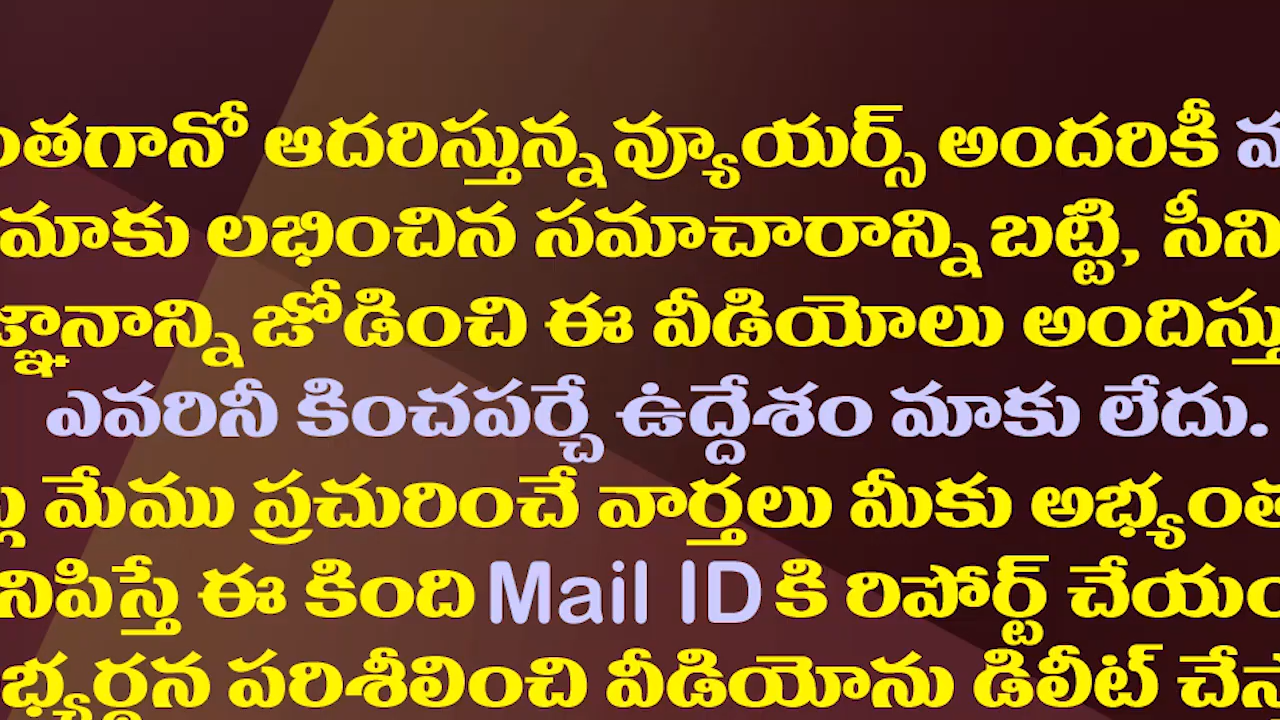 ఆదరిస్తున్న వ్యూయర్స్ అందరికీ
మాకు లభించిన సమాచారాన్ని బట్టి,
జోడించి ఈ వీడియోలు
ఎవరినీ కించపర్చే ఉద్దేశం మాకు లేదు.
మేము ప్రచురించే వార్తలు మీకు
ఈ కింది Mail ID కి రిపోర్ట్
పరిశీలించి వీడియోను డిలీట్